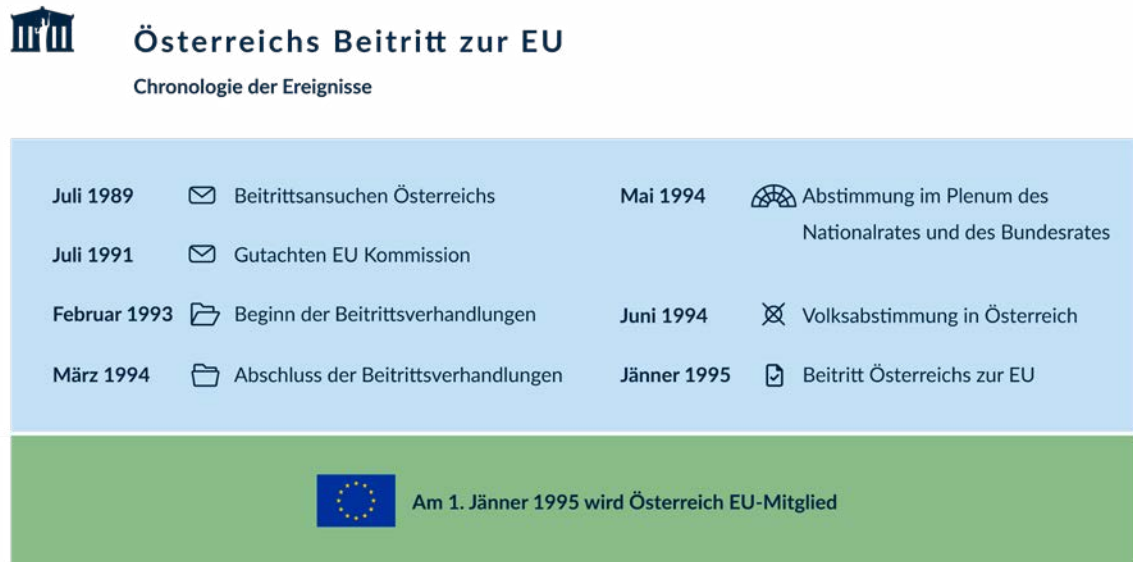 Österreichs Beitritt zur EU
Chronologie der Ereignisse
Juli 1989 Beitrittsansuchen Österreichs
Juli 1991 Gutachten EU Kommission
Februar 1993 Beginn der Beitrittsverhandlungen
März 1994 Abschluss der Beitrittsverhandlungen
Mai 1994 Abstimmung im Plenum des
Nationalrates und des Bundesrates
Juni 1994 Volksabstimmung in Österreich
Jänner 1995 Beitritt Österreichs zur EU
Am 1. Jänner 1995 wird Österreich EU-Mitglied